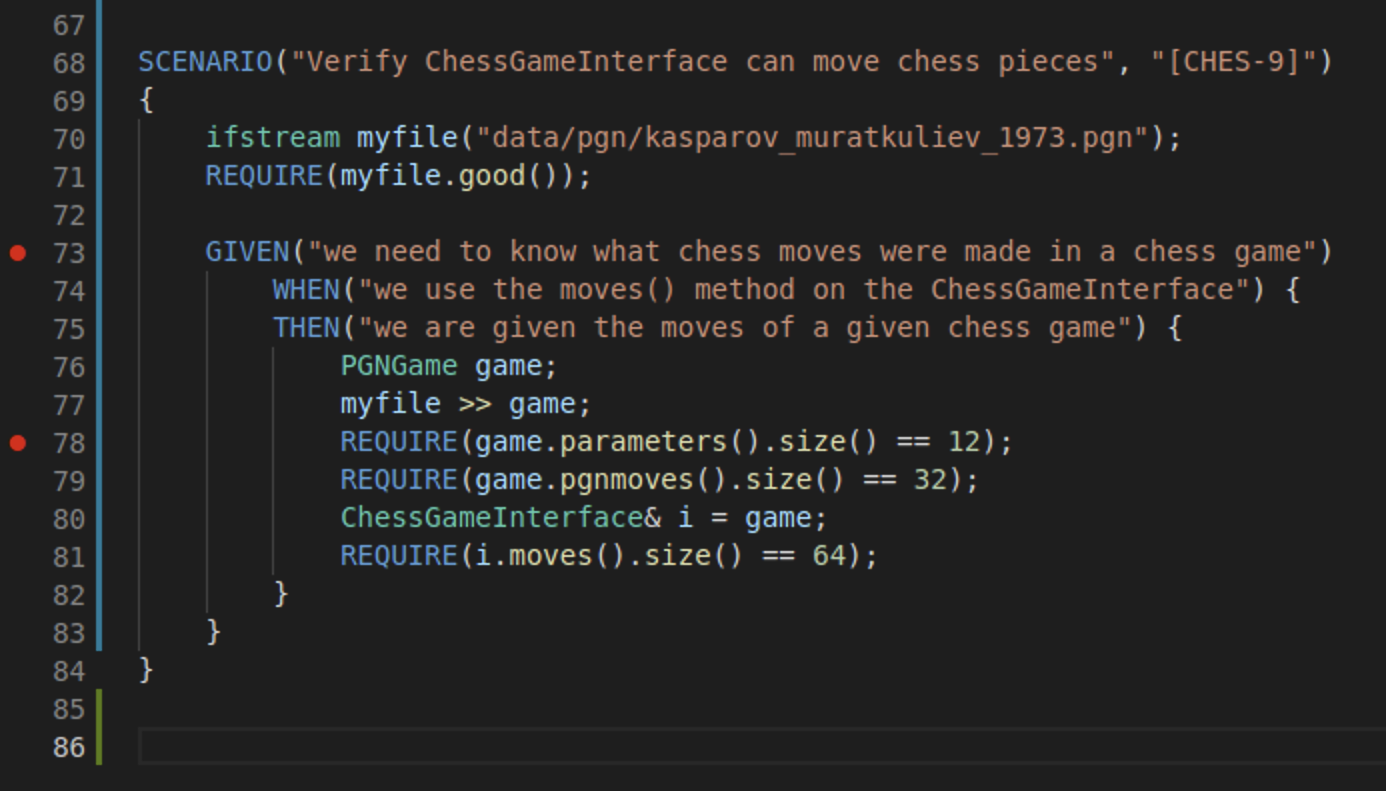 67
68 SCENARIO("Verify ChessGameInterface can move chess pieces", "[CHES-9]")
69 {
70     ifstream myfile("data/pgn/kasparov_muratkuliev_1973.pgn");
71     REQUIRE(myfile.good());
72
73     GIVEN("we need to know what chess moves were made in a chess game")
74         WHEN("we use the moves() method on the ChessGameInterface") {
75         THEN("we are given the moves of a given chess game") {
76             PGNGame game;
77             myfile >> game;
78             REQUIRE(game.parameters().size() == 12);
79             REQUIRE(game.pgnmoves().size() == 32);
80             ChessGameInterface& i = game;
81             REQUIRE(i.moves().size() == 64);
82         }
83     }
84 }
85
86